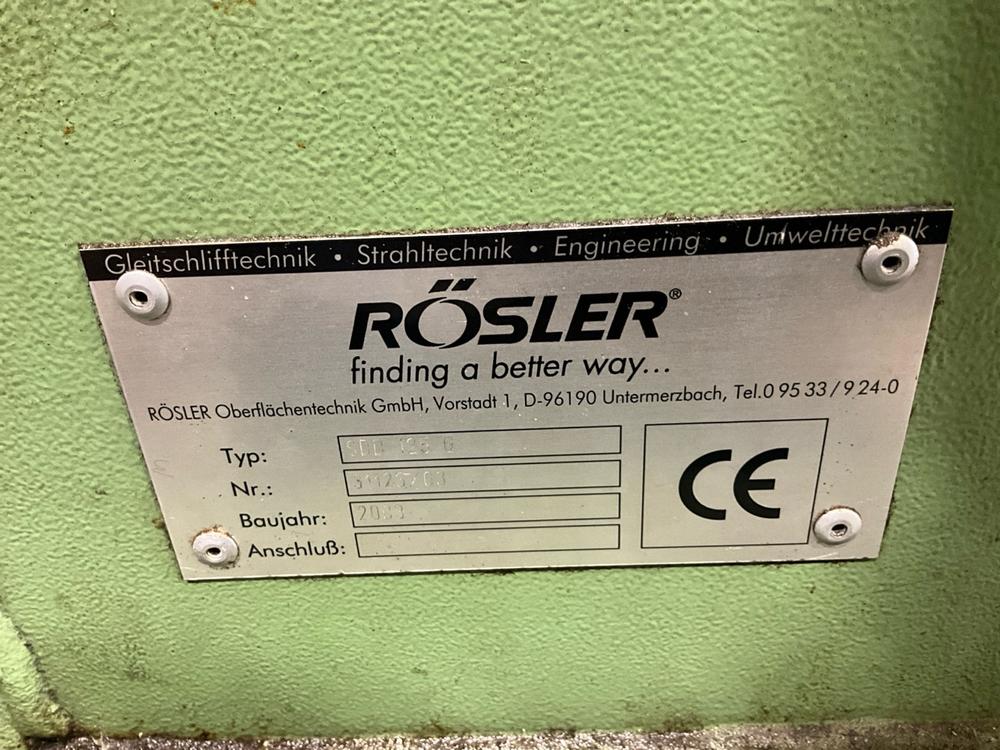 Gleitschlifftechnik • Strahltechnik • Engineering • Umwelttechnik
RÖSLER®
finding a better way...
RÖSLER Oberflächentechnik GmbH, Vorstadt 1, D-96190 Untermerzbach, Tel.0 95 33 / 9 24-0
Typ:
Nr.:
Baujahr:
Anschluß:
CE